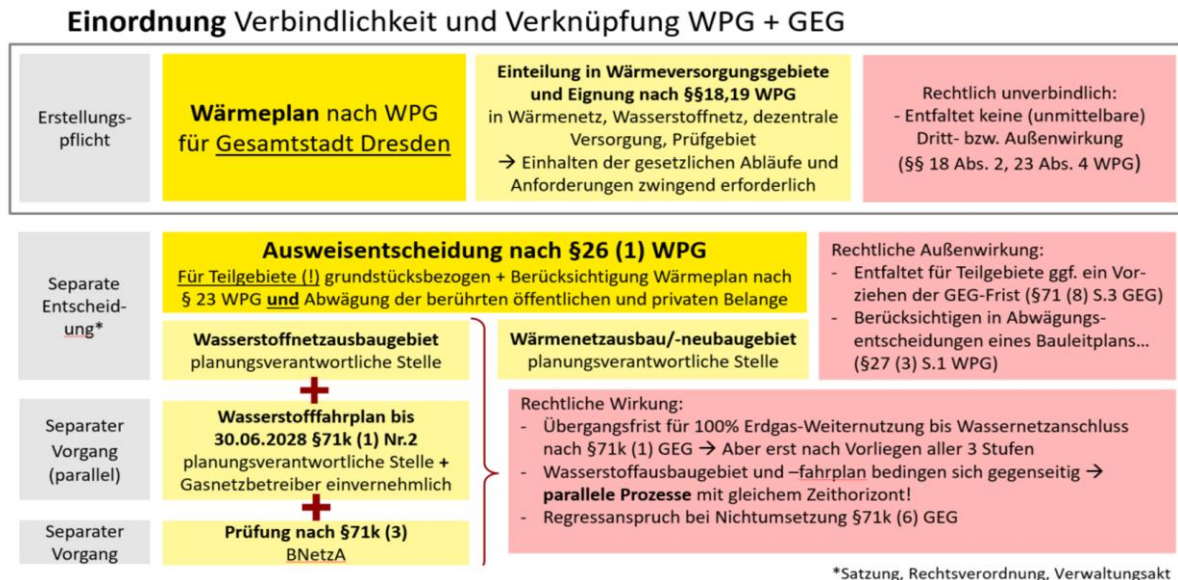 Einordnung Verbindlichkeit und Verknüpfung WPG + GEG
Erstellungs-
pflicht
Wärmeplan nach WPG
für Gesamtstadt Dresden
Einteilung in Wärmeversorgungsgebiete
und Eignung nach §§18,19 WPG
in Wärmenetz, Wasserstoffnetz, dezentrale
Versorgung, Prüfgebiet
→ Einhalten der gesetzlichen Abläufe und
Anforderungen zwingend erforderlich
Rechtlich unverbindlich:
- Entfaltet keine (unmittelbare)
Dritt- bzw. Außenwirkung
(§§ 18 Abs. 2, 23 Abs. 4 WPG)
Separate
Entscheid-
ung*
Ausweisentscheidung nach §26 (1) WPG
Für Teilgebiete (!) grundstücksbezogen + Berücksichtigung Wärmeplan nach
§ 23 WPG und Abwägung der berührten öffentlichen und privaten Belange
Rechtliche Außenwirkung:
- Entfaltet für Teilgebiete ggf. ein Vor-
ziehen der GEG-Frist (§71 (8) S.3 GEG)
- Berücksichtigen in Abwägungs-
entscheidungen eines Bauleitplans...
(§27 (3) S.1 WPG)
Wasserstoffnetzausbaugebiet
planungsverantwortliche Stelle
Wärmenetzausbau/-neubaugebiet
planungsverantwortliche Stelle
+
Separater
Vorgang
(parallel)
Wasserstofffahrplan bis
30.06.2028 §71k (1) Nr.2
planungsverantwortliche Stelle +
Gasnetzbetreiber einvernehmlich
Rechtliche Wirkung:
- Übergangsfrist für 100% Erdgas-Weiternutzung bis Wassernetzanschluss
nach §71k (1) GEG → Aber erst nach Vorliegen aller 3 Stufen
- Wasserstoffausbaugebiet und –fahrplan bedingen sich gegenseitig →
parallele Prozesse mit gleichem Zeithorizont!
- Regressanspruch bei Nichtumsetzung §71k (6) GEG
+
Separater
Vorgang
Prüfung nach §71k (3)
BNetzA
*Satzung, Rechtsverordnung, Verwaltungsakt